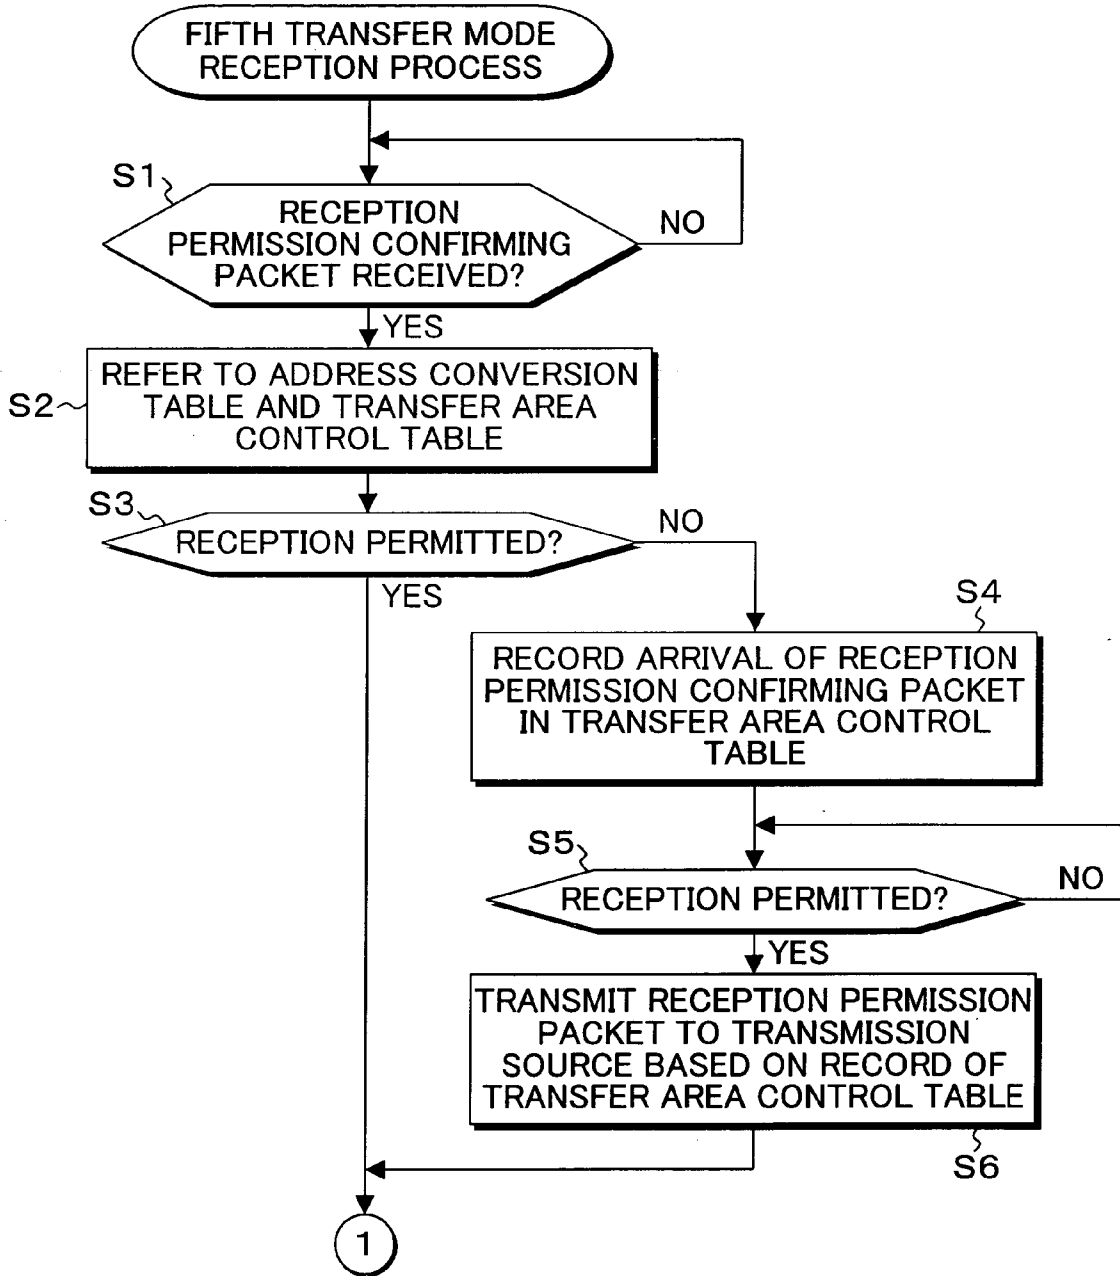 FIFTH TRANSFER MODE
RECEPTION PROCESS
S1
RECEPTION
PERMISSION CONFIRMING
PACKET RECEIVED?
NO
YES
S2
REFER TO ADDRESS CONVERSION
TABLE AND TRANSFER AREA
CONTROL TABLE
S3
RECEPTION PERMITTED?
NO
YES
S4
RECORD ARRIVAL OF RECEPTION
PERMISSION CONFIRMING PACKET
IN TRANSFER AREA CONTROL
TABLE
S5
RECEPTION PERMITTED?
NO
YES
TRANSMIT RECEPTION PERMISSION
PACKET TO TRANSMISSION
SOURCE BASED ON RECORD OF
TRANSFER AREA CONTROL TABLE
S6
1